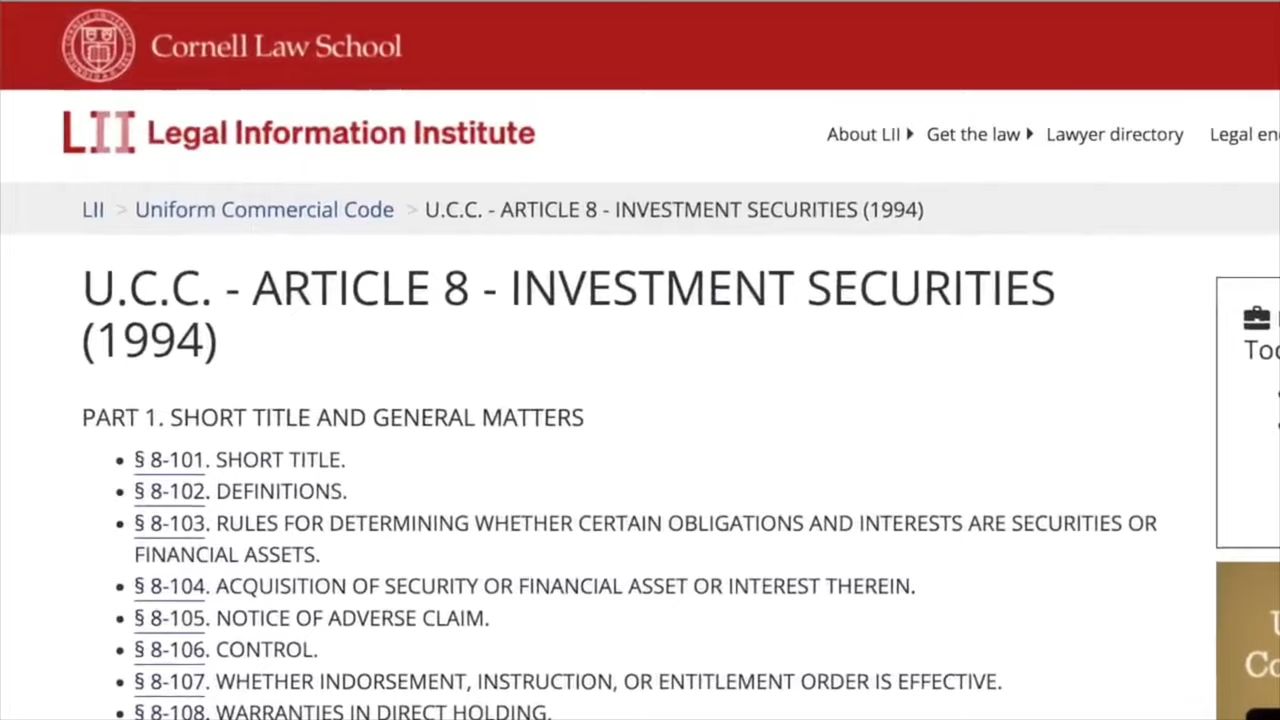 Cornell Law School
LII Legal Information Institute
About LII Get the law Lawyer directory Legal
LII > Uniform Commercial Code > U.C.C. - ARTICLE 8 - INVESTMENT SECURITIES (1994)
U.C.C. - ARTICLE 8 - INVESTMENT SECURITIES
(1994)
PART 1. SHORT TITLE AND GENERAL MATTERS
• § 8-101. SHORT TITLE.
• § 8-102. DEFINITIONS.
• § 8-103. RULES FOR DETERMINING WHETHER CERTAIN OBLIGATIONS AND INTERESTS ARE SECURITIES OR
FINANCIAL ASSETS.
• § 8-104. ACQUISITION OF SECURITY OR FINANCIAL ASSET OR INTEREST THEREIN.
• § 8-105. NOTICE OF ADVERSE CLAIM.
• § 8-106. CONTROL.
• § 8-107. WHETHER INDORSEMENT, INSTRUCTION, OR ENTITLEMENT ORDER IS EFFECTIVE.
• § 8-108. WARRANTIES IN DIRECT HOLDING.